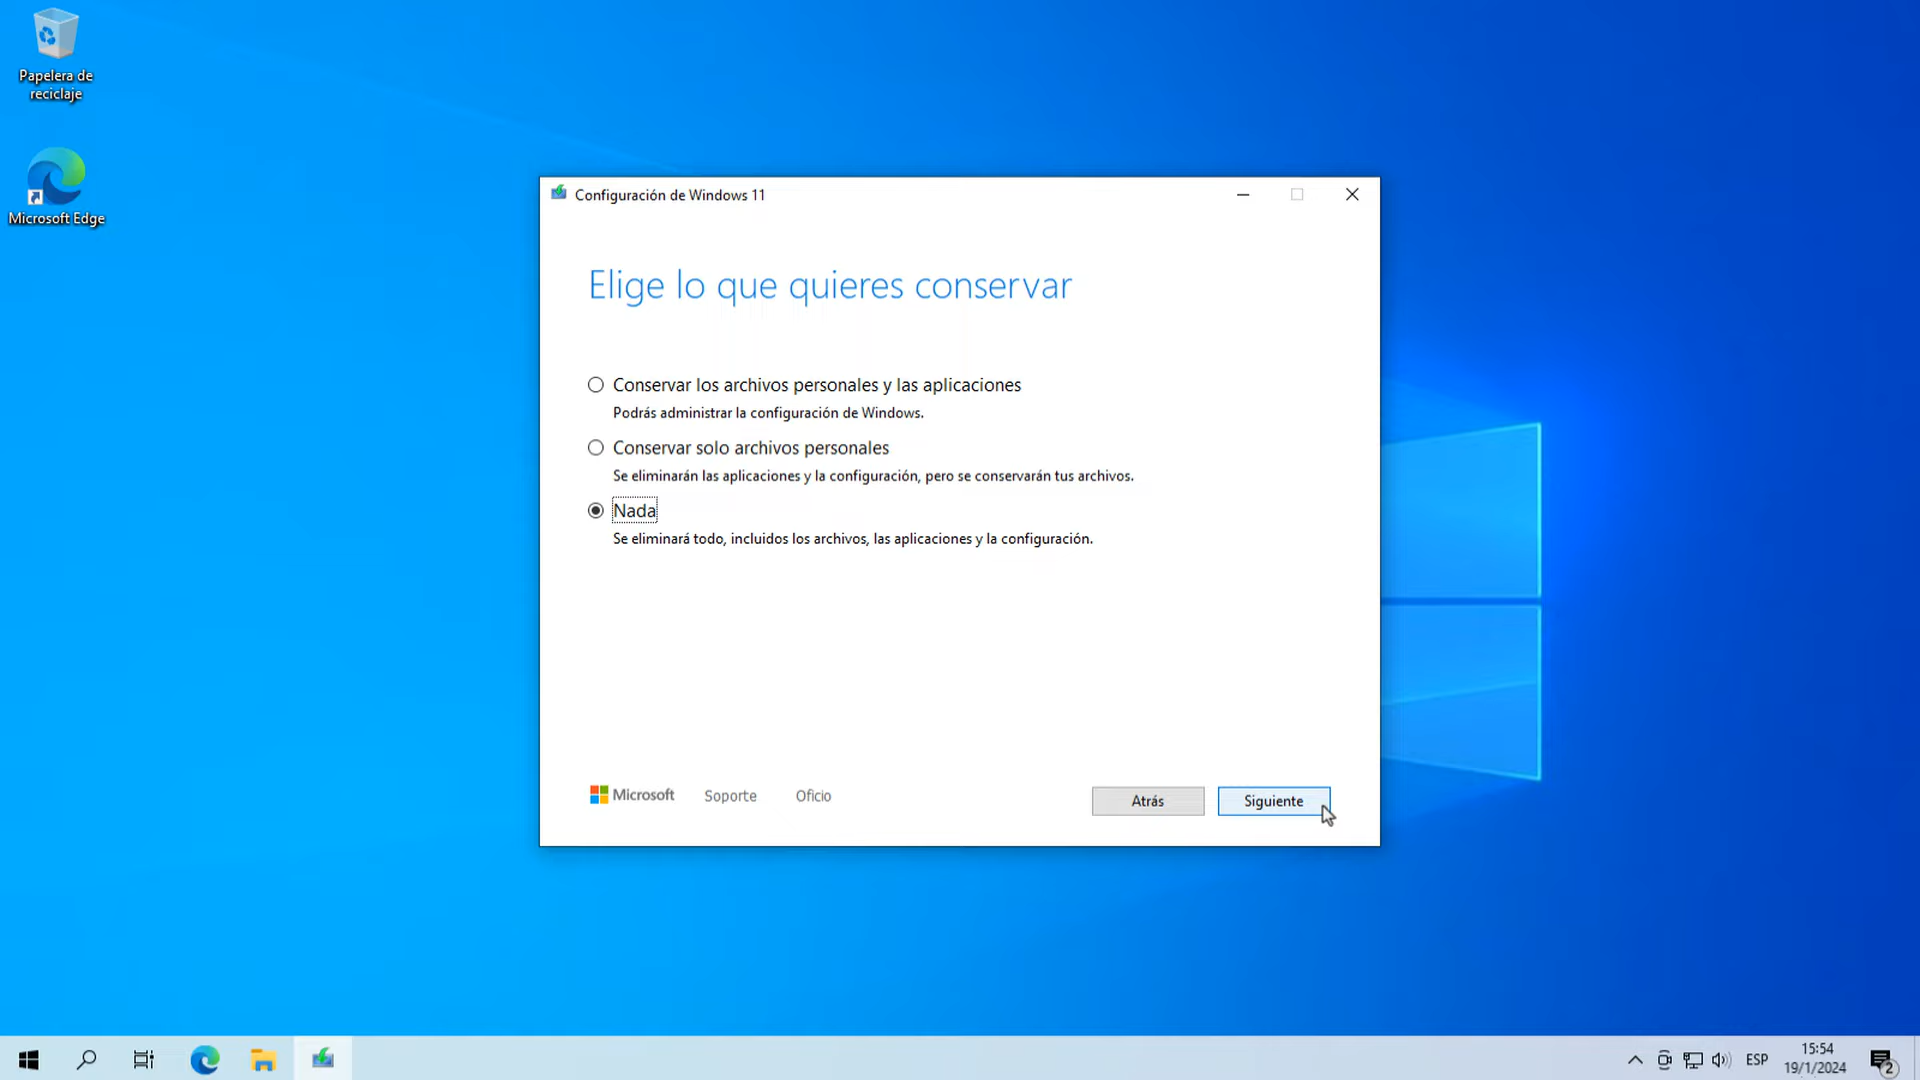 Papelera de
reciclaje
Microsoft Edge
Configuración de Windows 11
Elige lo que quieres conservar
Conservar los archivos personales y las aplicaciones
Podrás administrar la configuración de Windows.
Conservar solo archivos personales
Se eliminarán las aplicaciones y la configuración, pero se conservarán tus archivos.
Nada
Se eliminará todo, incluidos los archivos, las aplicaciones y la configuración.
Microsoft Soporte Oficio Atrás Siguiente
ESP
15:54
19/1/2024
2